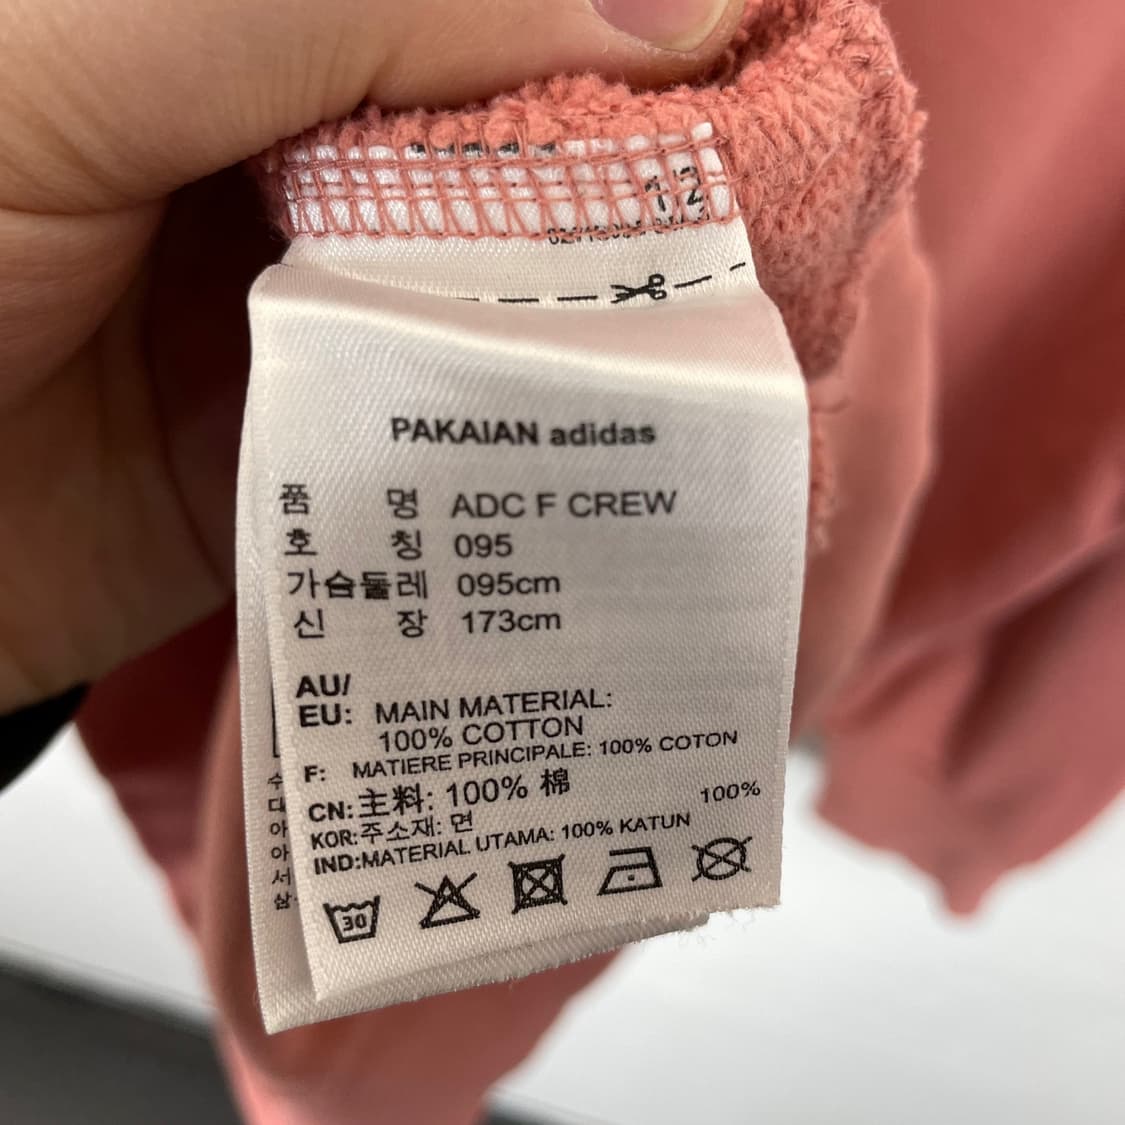 PAKAIAN adidas
품 명 ADC F CREW
호 칭 095
가슴둘레 095cm
신 장 173cm
AU/
EU: MAIN MATERIAL:
100% COTTON
F: MATIERE PRINCIPALE: 100% COTON
CN: 主料: 100% 棉
KOR: 주소재: 면 100%
IND: MATERIAL UTAMA: 100% KATUN
30